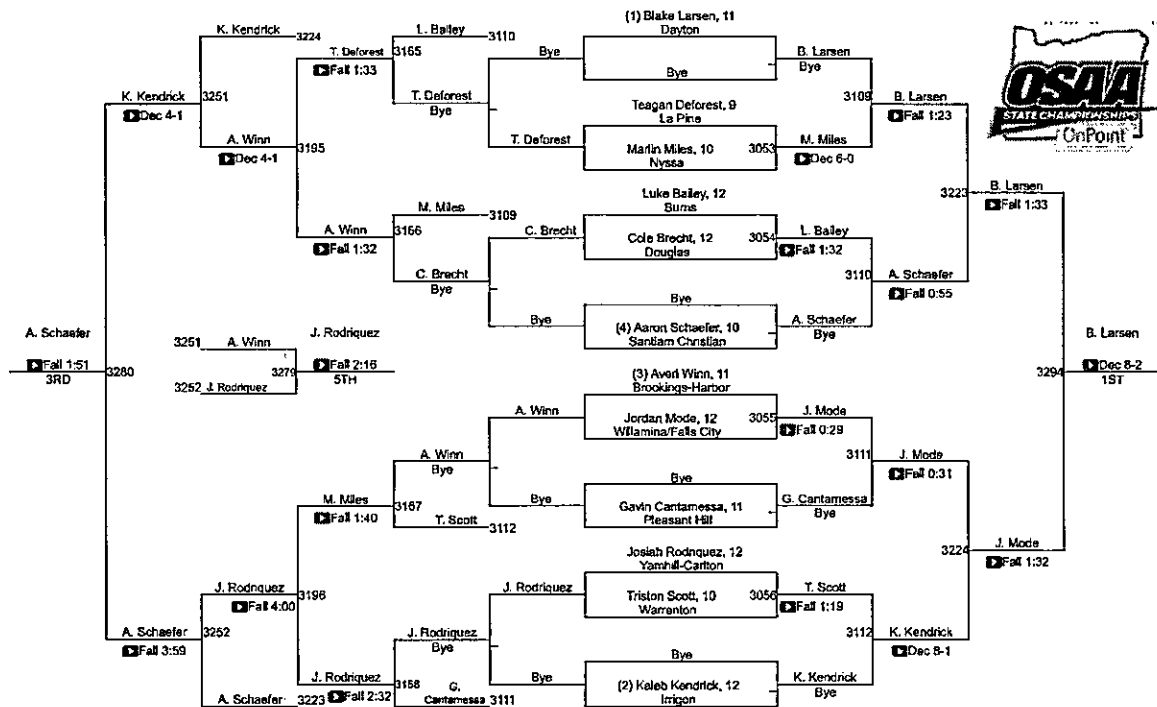 K. Kendrick
3224
K. Kendrick
Dec 4-1
3251
A. Winn
Dec 4-1
T. Deforest
Fall 1:33
3195
A. Winn
Fall 1:32
L. Bailey
3110
3165
T. Deforest
Bye
M. Miles
3109
3166
C. Brecht
Bye
Bye
T. Deforest
C. Brecht
Bye
(1) Blake Larsen, 11
Dayton
Bye
Teagan Deforest, 9
La Pine
Marlin Miles, 10
3053
Nyssa
Luke Bailey, 12
Burns
Cole Brecht, 12
3054
Douglas
Bye
(4) Aaron Schaefer, 10
Santiam Christian
B. Larsen
Bye
3109
M. Miles
Dec 6-0
L. Bailey
Fall 1:32
3110
A. Schaefer
Bye
B. Larsen
Fall 1:23
3223
A. Schaefer
Fall 0:55
B. Larsen
Fall 1:33
OSAA
STATE CHAMPIONSHIPS
OnPoint
A. Schaefer
Fall 1:51
3RD
3280
3251
A. Winn
3279
3252
J. Rodriquez
J. Rodriquez
Fall 2:16
5TH
B. Larsen
3294
Dec 8-2
1ST
(3) Averi Winn, 11
Brookings-Harbor
Jordan Mode, 12
3055
Willamina/Falls City
Bye
Gavin Cantamessa, 11
Pleasant Hill
Josiah Rodriquez, 12
Yamhill-Carlton
Triston Scott, 10
3056
Warrenton
Bye
(2) Kaleb Kendrick, 12
Irrigon
A. Winn
Bye
J. Rodriquez
Bye
A. Winn
Bye
3167
T. Scott
3112
J. Rodriquez
Bye
3168
G.
Cantamessa
3111
M. Miles
Fall 1:40
3196
J. Rodriquez
Fall 2:32
J. Rodriquez
Fall 4:00
3252
A. Schaefer
3223
A. Schaefer
Fall 3:59
J. Mode
Fall 0:29
3111
G. Cantamessa
Bye
T. Scott
Fall 1:19
3112
K. Kendrick
Bye
J. Mode
Fall 0:31
3224
K. Kendrick
Dec 8-1
J. Mode
Fall 1:32